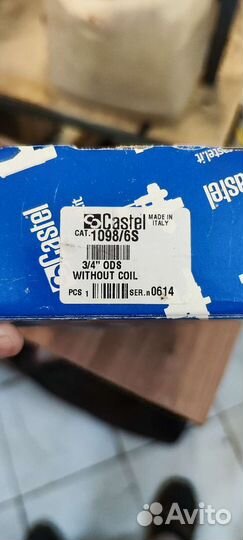 Castel
castel.it
Castel
Castel MADE IN ITALY
CAT. 1098/6S
3/4" ODS
WITHOUT COIL
PCS 1 SER.n 0614
Avito